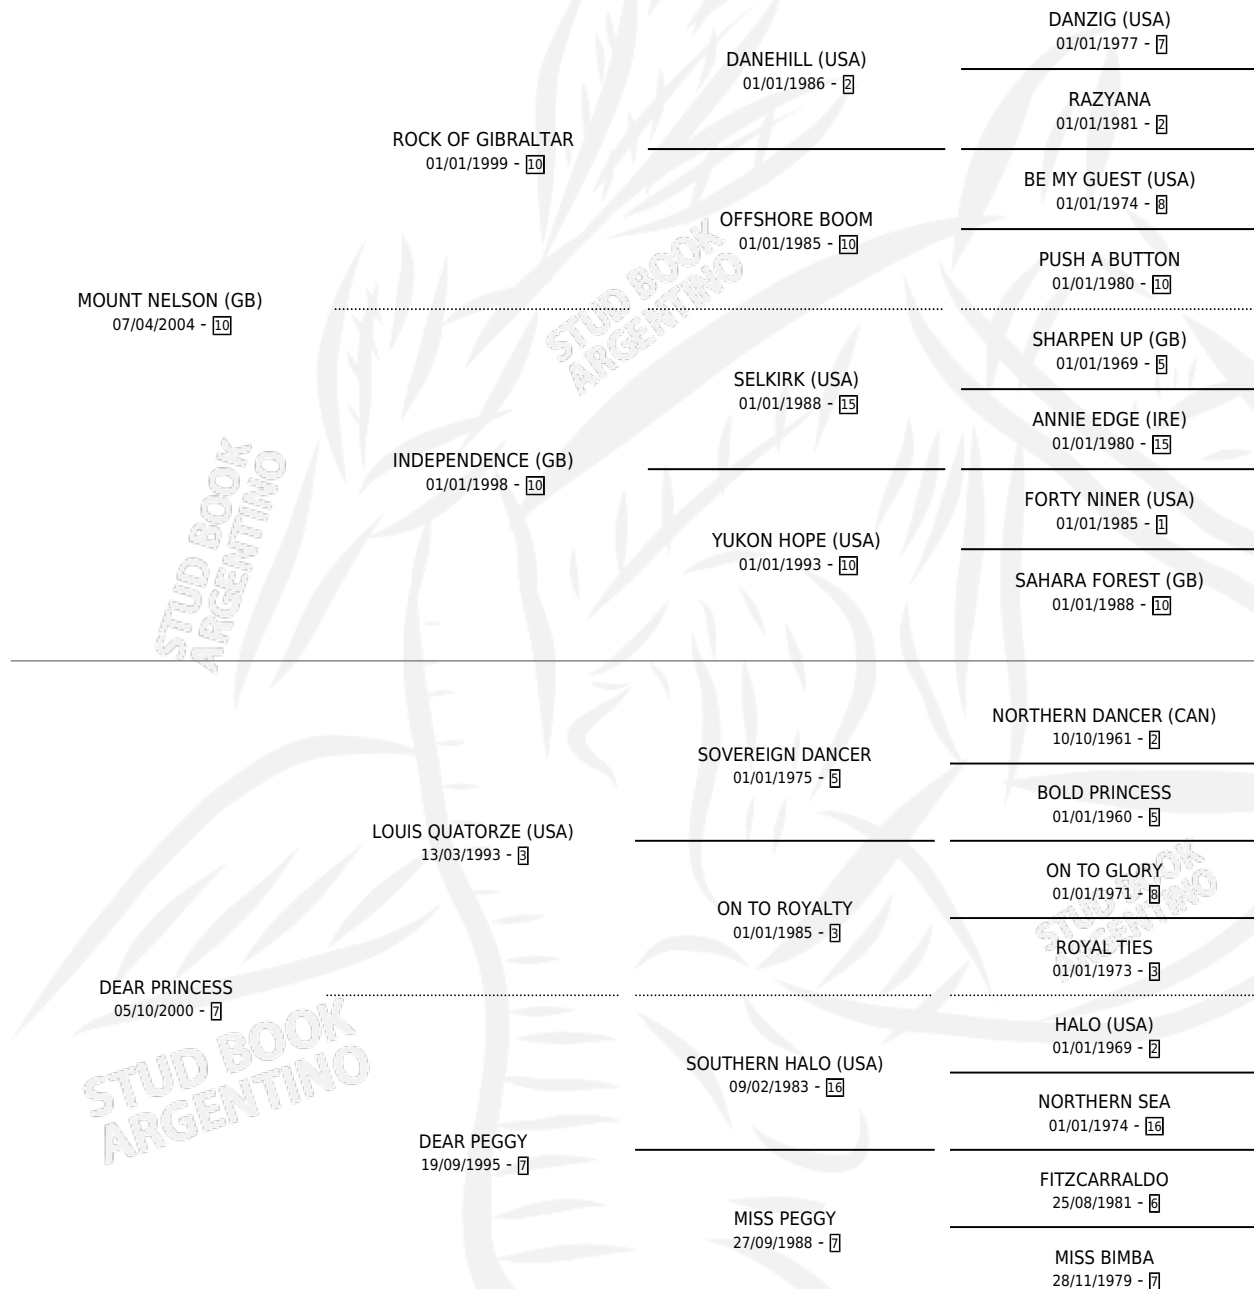 DANZIG (USA)
01/01/1977 - 7
DANEHILL (USA)
01/01/1986 - 2
RAZYANA
01/01/1981 - 2
ROCK OF GIBRALTAR
01/01/1999 - 10
BE MY GUEST (USA)
01/01/1974 - 8
OFFSHORE BOOM
01/01/1985 - 10
PUSH A BUTTON
01/01/1980 - 10
MOUNT NELSON (GB)
07/04/2004 - 10
SHARPEN UP (GB)
01/01/1969 - 5
SELKIRK (USA)
01/01/1988 - 15
ANNIE EDGE (IRE)
01/01/1980 - 15
INDEPENDENCE (GB)
01/01/1998 - 10
FORTY NINER (USA)
01/01/1985 - 1
YUKON HOPE (USA)
01/01/1993 - 10
SAHARA FOREST (GB)
01/01/1988 - 10
NORTHERN DANCER (CAN)
10/10/1961 - 2
SOVEREIGN DANCER
01/01/1975 - 5
BOLD PRINCESS
01/01/1960 - 5
LOUIS QUATORZE (USA)
13/03/1993 - 3
ON TO GLORY
01/01/1971 - 8
ON TO ROYALTY
01/01/1985 - 3
ROYAL TIES
01/01/1973 - 3
DEAR PRINCESS
05/10/2000 - 7
HALO (USA)
01/01/1969 - 2
SOUTHERN HALO (USA)
09/02/1983 - 16
NORTHERN SEA
01/01/1974 - 16
DEAR PEGGY
19/09/1995 - 7
FITZCARRALDO
25/08/1981 - 6
MISS PEGGY
27/09/1988 - 7
MISS BIMBA
28/11/1979 - 7
STUD BOOK
ARGENTINO
STUD BOOK
ARGENTINO
STUD BOOK
ARGENTINO
STUD BOOK
ARGENTINO